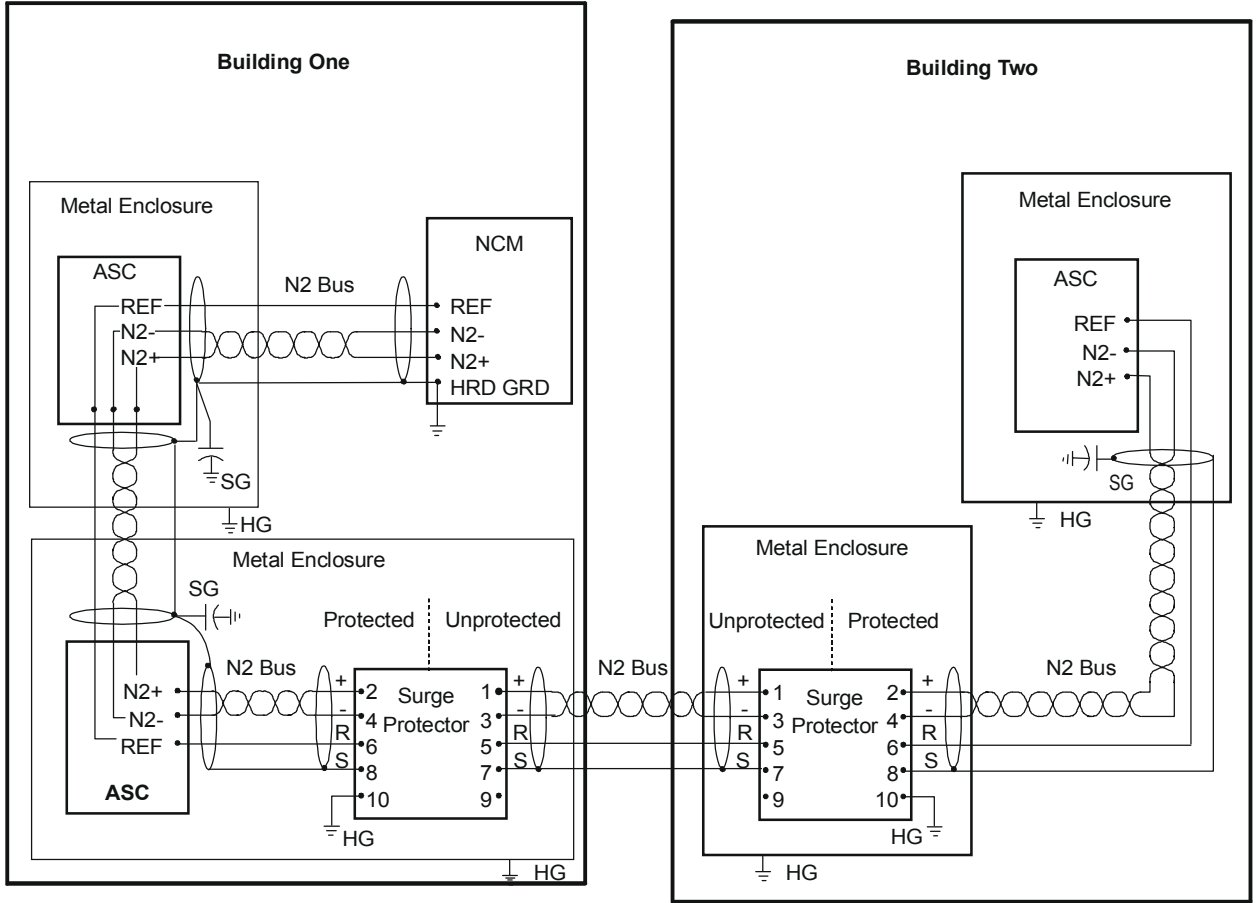 Building One
Metal Enclosure
ASC
REF
N2-
N2+
N2 Bus
NCM
REF
N2-
N2+
HRD GRD
SG
HG
Metal Enclosure
SG
Protected
Unprotected
N2 Bus
N2+
N2-
REF
ASC
+
-
R
S
2
4
6
8
10
Surge
Protector
1
3
5
7
9
+
-
R
S
HG
HG
N2 Bus
Building Two
Metal Enclosure
ASC
REF
N2-
N2+
SG
HG
Metal Enclosure
Unprotected
Protected
+
-
R
S
1
3
5
7
9
Surge
Protector
2
4
6
8
10
+
-
R
S
N2 Bus
HG
HG